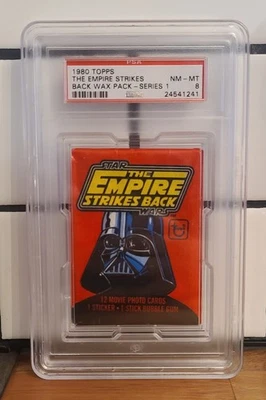 PSA
1980 TOPPS
THE EMPIRE STRIKES NM - MT
BACK WAX PACK - SERIES 1 8
24541241
STAR
THE
EMPIRE
STRIKES BACK
WARS
12 MOVIE PHOTO CARDS
1 STICKER • 1 STICK BUBBLE GUM